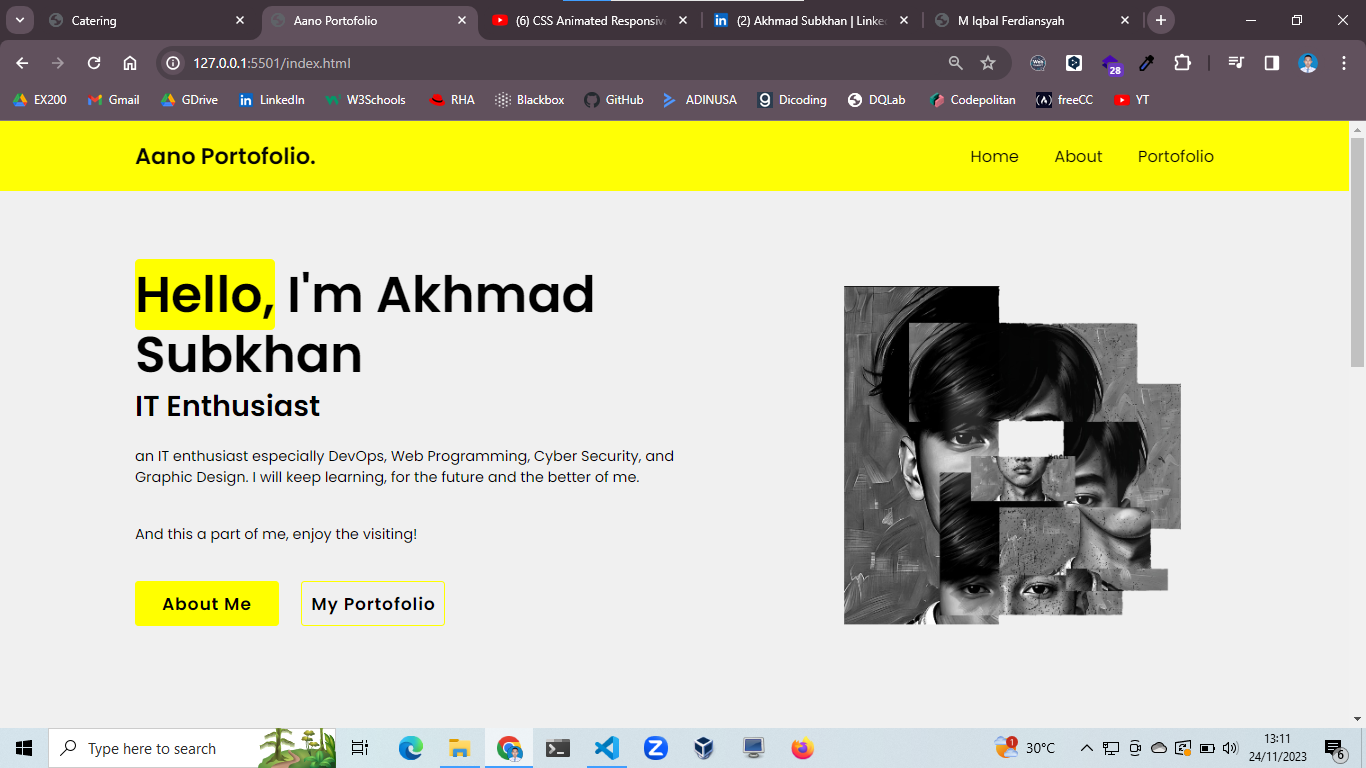 Catering
Aano Portofolio
(6) CSS Animated Responsive
(2) Akhmad Subkhan | Linke
M Iqbal Ferdiansyah
127.0.0.1:5501/index.html
28
EX200
Gmail
GDrive
LinkedIn
W3Schools
RHA
Blackbox
GitHub
ADINUSA
Dicoding
DQLab
Codepolitan
freeCC
YT
Aano Portofolio.
Home
About
Portofolio
Hello, I'm Akhmad
Subkhan
IT Enthusiast
an IT enthusiast especially DevOps, Web Programming, Cyber Security, and
Graphic Design. I will keep learning, for the future and the better of me.
And this a part of me, enjoy the visiting!
About Me
My Portofolio
Type here to search
1
30°C
13:11
24/11/2023
6